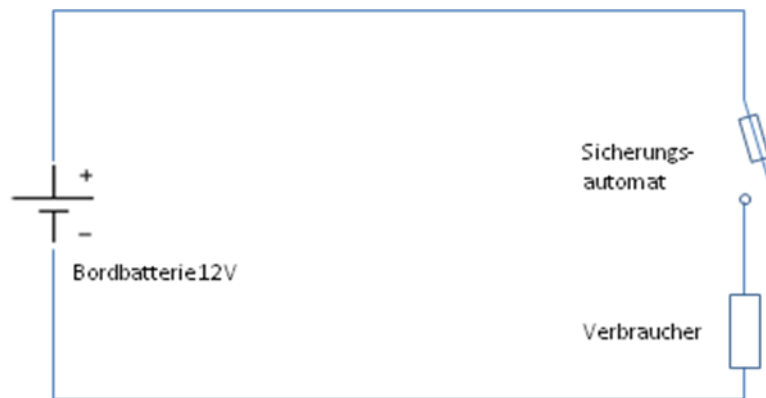 +
Sicherungs-
automat
–
Bordbatterie12V
Verbraucher